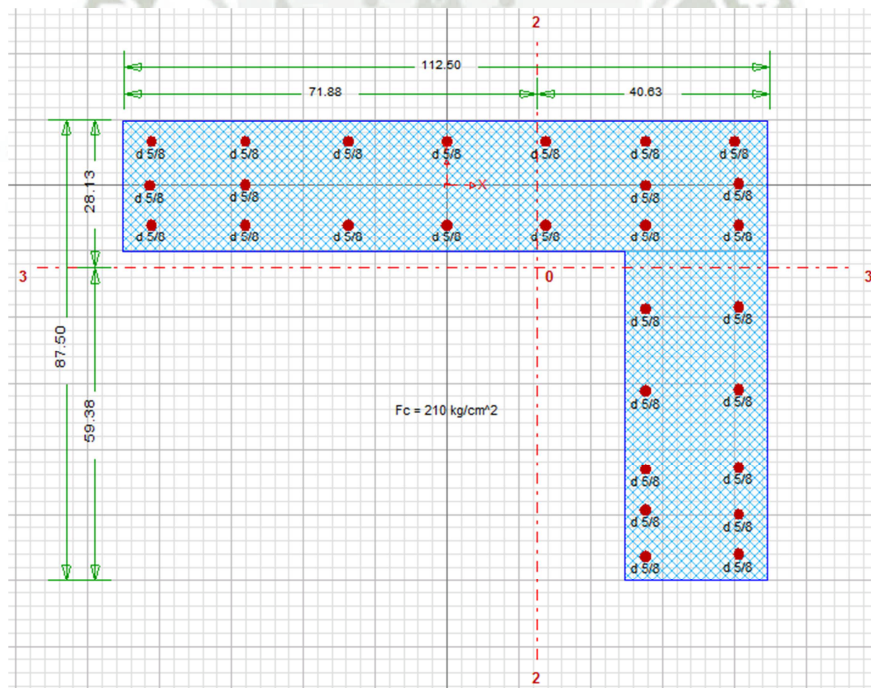 2
112.50
71.88 40.63
d 5/8 d 5/8 d 5/8 d 5/8 d 5/8 d 5/8 d 5/8
28.13
X
d 5/8 d 5/8 d 5/8 d 5/8
d 5/8 d 5/8 d 5/8 d 5/8 d 5/8 d 5/8 d 5/8
3 0 3
d 5/8 d 5/8
87.50
59.38
d 5/8 d 5/8
Fc = 210 kg/cm^2
d 5/8 d 5/8
d 5/8 d 5/8
d 5/8 d 5/8
2